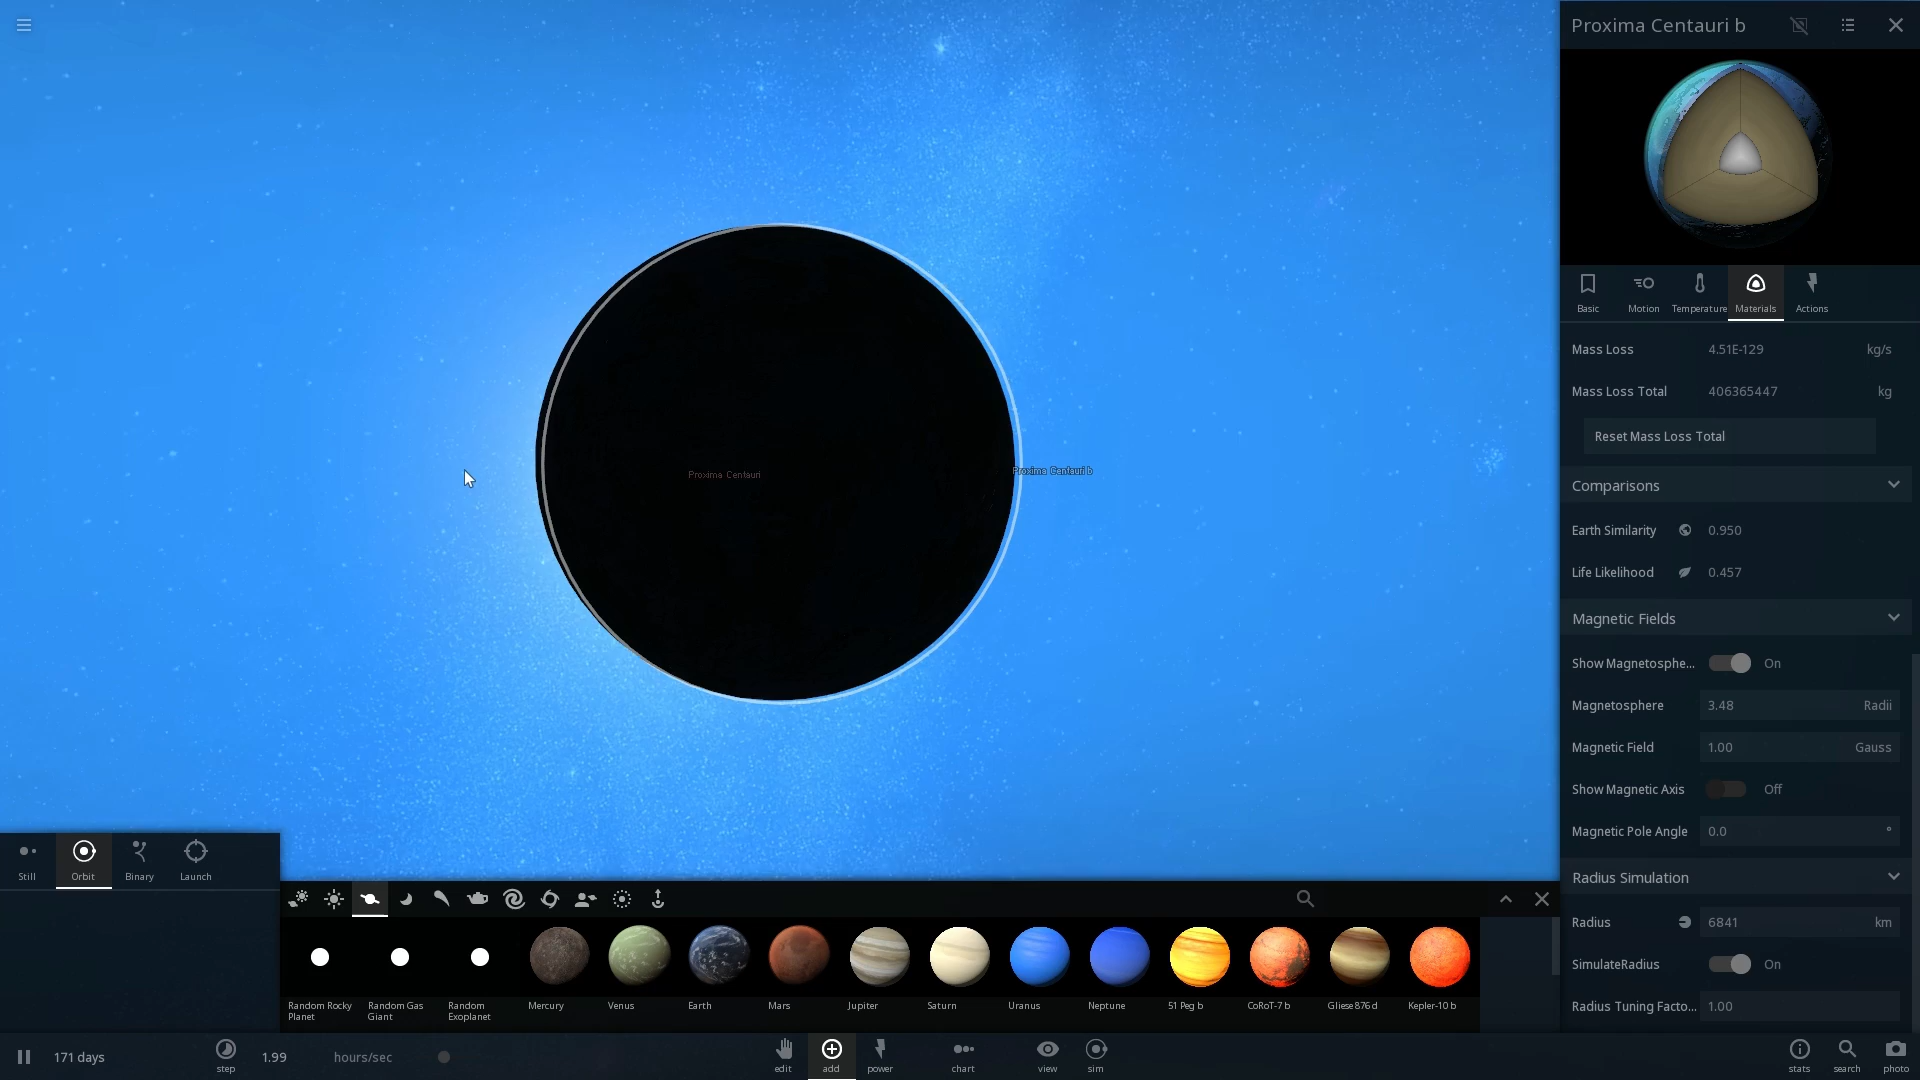 Proxima Centauri b
Basic
Motion
Temperature
Materials
Actions
Mass Loss 4.51E-129 kg/s
Mass Loss Total 406365447 kg
Reset Mass Loss Total
Comparisons
Earth Similarity 0.950
Life Likelihood 0.457
Magnetic Fields
Show Magnetosphe... On
Magnetosphere 3.48 Radii
Magnetic Field 1.00 Gauss
Show Magnetic Axis Off
Magnetic Pole Angle 0.0 °
Radius Simulation
Radius 6841 km
SimulateRadius On
Radius Tuning Facto... 1.00
Proxima Centauri
Proxima Centauri b
Still
Orbit
Binary
Launch
Random Rocky
Planet
Random Gas
Giant
Random
Exoplanet
Mercury
Venus
Earth
Mars
Jupiter
Saturn
Uranus
Neptune
51 Peg b
CoRoT-7 b
Gliese 876 d
Kepler-10 b
171 days
step
1.99 hours/sec
edit
add
power
chart
view
sim
stats
search
photo